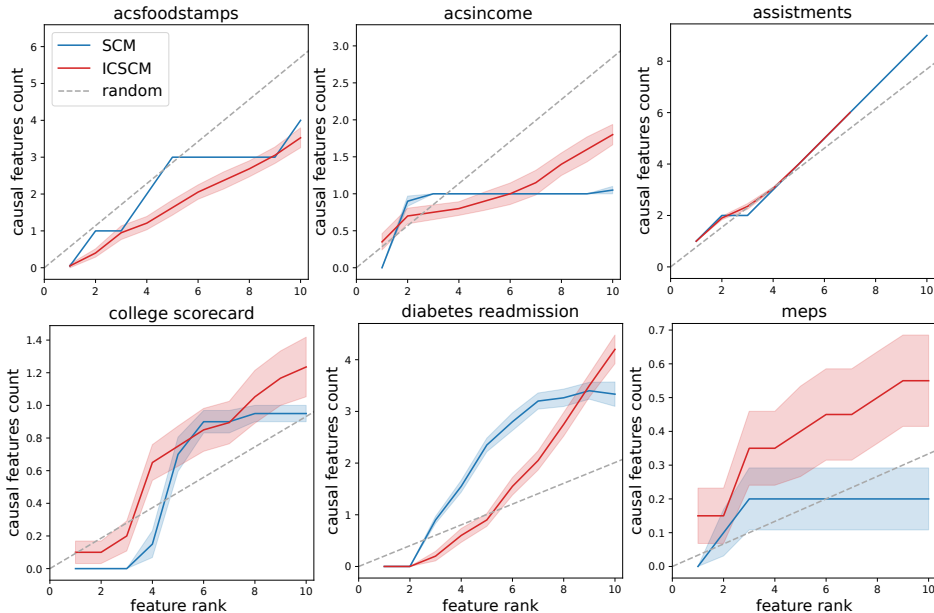 acsfoodstamps
causal features count
6
5
4
3
2
1
0
0 2 4 6 8 10
SCM
ICSCM
random
acsincome
causal features count
3.0
2.5
2.0
1.5
1.0
0.5
0.0
0 2 4 6 8 10
assistments
causal features count
8
6
4
2
0
0 2 4 6 8 10
college scorecard
causal features count
1.4
1.2
1.0
0.8
0.6
0.4
0.2
0.0
0 2 4 6 8 10
feature rank
diabetes readmission
causal features count
4
3
2
1
0
0 2 4 6 8 10
feature rank
meps
causal features count
0.7
0.6
0.5
0.4
0.3
0.2
0.1
0.0
0 2 4 6 8 10
feature rank